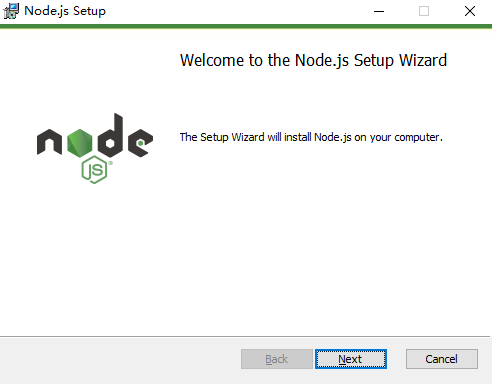 Node.js Setup
Welcome to the Node.js Setup Wizard
The Setup Wizard will install Node.js on your computer.
node
JS
®
Back
Next
Cancel